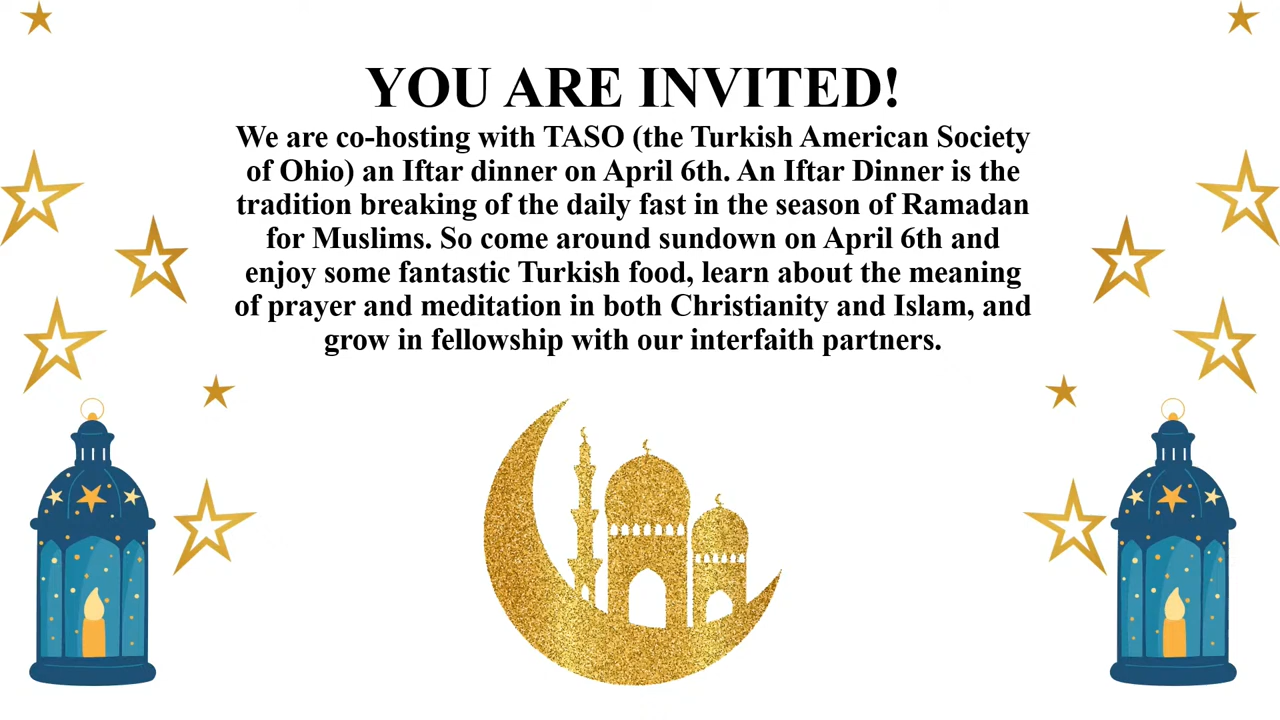 YOU ARE INVITED!
We are co-hosting with TASO (the Turkish American Society
of Ohio) an Iftar dinner on April 6th. An Iftar Dinner is the
tradition breaking of the daily fast in the season of Ramadan
for Muslims. So come around sundown on April 6th and
enjoy some fantastic Turkish food, learn about the meaning
of prayer and meditation in both Christianity and Islam, and
grow in fellowship with our interfaith partners.